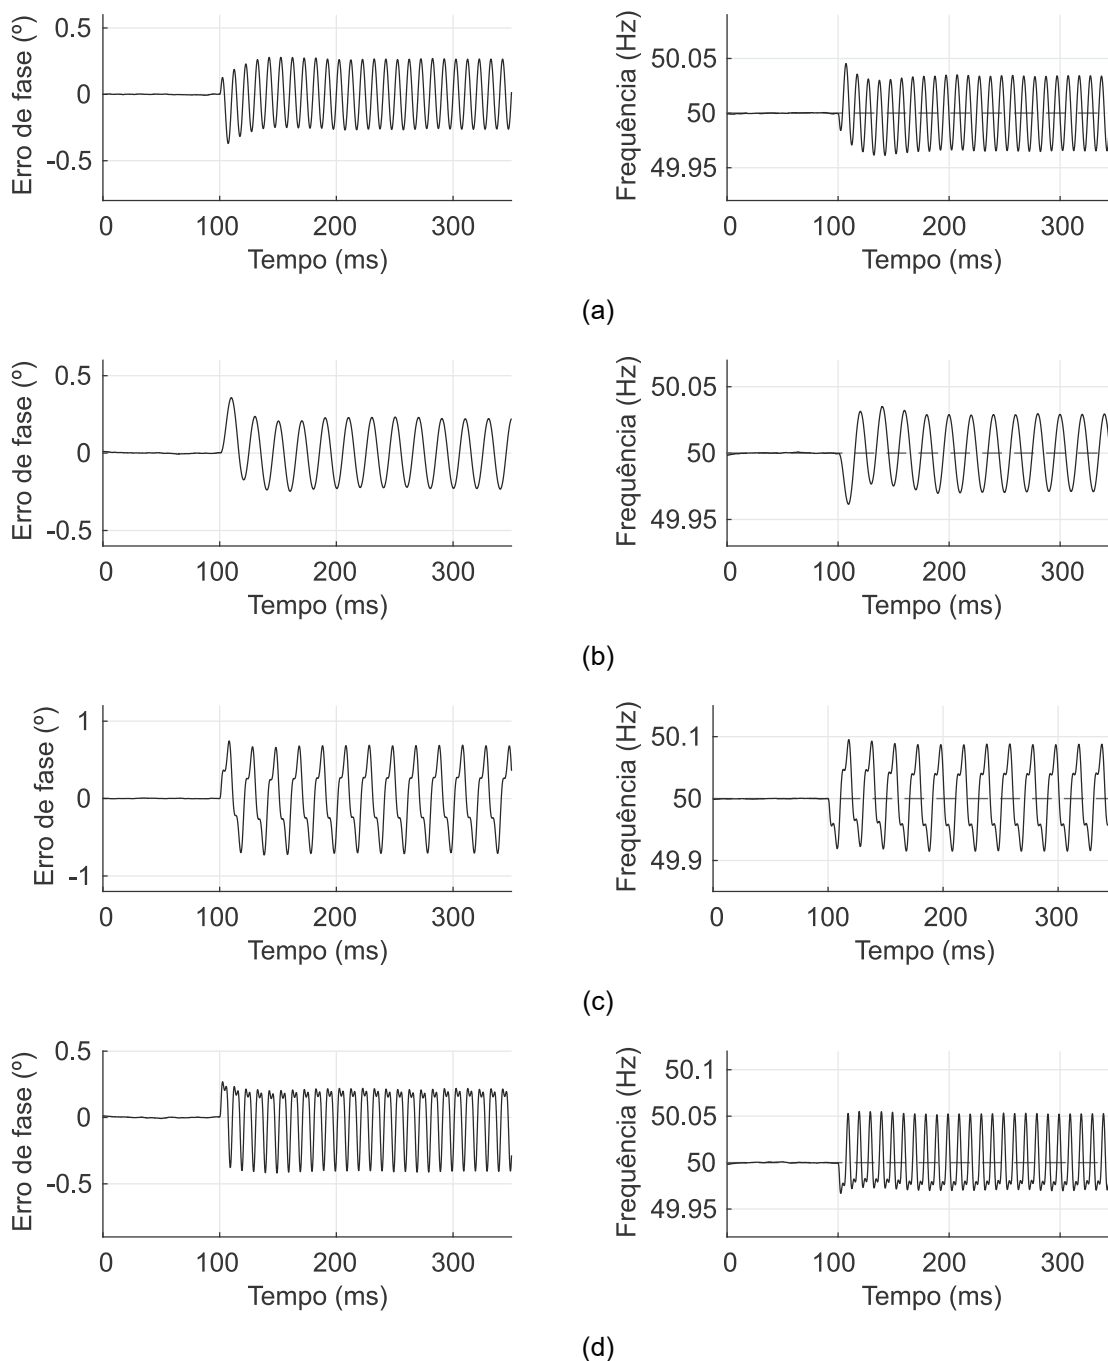 Erro de fase (º)
0.5
0
-0.5
0 100 200 300
Tempo (ms)
Frequência (Hz)
50.05
50
49.95
0 100 200 300
Tempo (ms)
(a)
Erro de fase (º)
0.5
0
-0.5
0 100 200 300
Tempo (ms)
Frequência (Hz)
50.05
50
49.95
0 100 200 300
Tempo (ms)
(b)
Erro de fase (º)
1
0
-1
0 100 200 300
Tempo (ms)
Frequência (Hz)
50.1
50
49.9
0 100 200 300
Tempo (ms)
(c)
Erro de fase (º)
0.5
0
-0.5
0 100 200 300
Tempo (ms)
Frequência (Hz)
50.1
50.05
50
49.95
0 100 200 300
Tempo (ms)
(d)